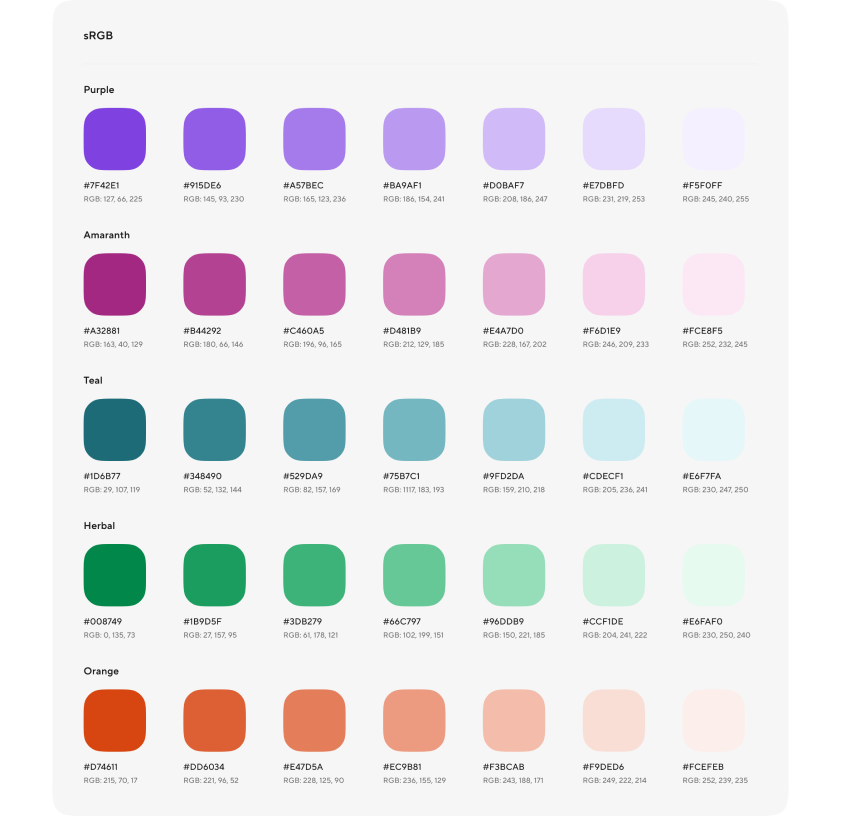 sRGB
Purple
#7F42E1 #915DE6 #A57BEC #BA9AF1 #D0BAF7 #E7DBFD #F5F0FF
RGB: 127, 66, 225 RGB: 145, 93, 230 RGB: 165, 123, 236 RGB: 186, 154, 241 RGB: 208, 186, 247 RGB: 231, 219, 253 RGB: 245, 240, 255
Amaranth
#A32881 #B44292 #C460A5 #D481B9 #E4A7D0 #F6D1E9 #FCE8F5
RGB: 163, 40, 129 RGB: 180, 66, 146 RGB: 196, 96, 165 RGB: 212, 129, 185 RGB: 228, 167, 202 RGB: 246, 209, 233 RGB: 252, 232, 245
Teal
#1D6B77 #348490 #529DA9 #75B7C1 #9FD2DA #CDECF1 #E6F7FA
RGB: 29, 107, 119 RGB: 52, 132, 144 RGB: 82, 157, 169 RGB: 1117, 183, 193 RGB: 159, 210, 218 RGB: 205, 236, 241 RGB: 230, 247, 250
Herbal
#008749 #1B9D5F #3DB279 #66C797 #96DDB9 #CCF1DE #E6FAF0
RGB: 0, 135, 73 RGB: 27, 157, 95 RGB: 61, 178, 121 RGB: 102, 199, 151 RGB: 150, 221, 185 RGB: 204, 241, 222 RGB: 230, 250, 240
Orange
#D74611 #DD6034 #E47D5A #EC9B81 #F3BCAB #F9DED6 #FCEFEB
RGB: 215, 70, 17 RGB: 221, 96, 52 RGB: 228, 125, 90 RGB: 236, 155, 129 RGB: 243, 188, 171 RGB: 249, 222, 214 RGB: 252, 239, 235